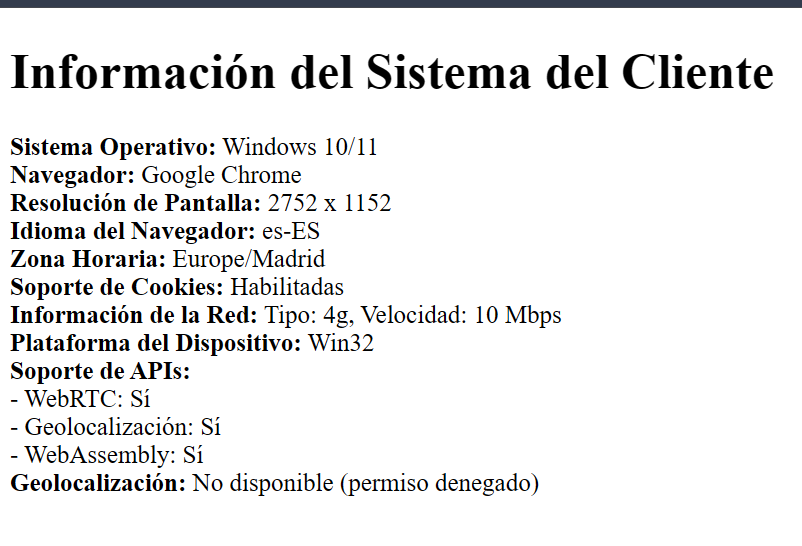 Información del Sistema del Cliente
Sistema Operativo: Windows 10/11
Navegador: Google Chrome
Resolución de Pantalla: 2752 x 1152
Idioma del Navegador: es-ES
Zona Horaria: Europe/Madrid
Soporte de Cookies: Habilitadas
Información de la Red: Tipo: 4g, Velocidad: 10 Mbps
Plataforma del Dispositivo: Win32
Soporte de APIs:
- WebRTC: Sí
- Geolocalización: Sí
- WebAssembly: Sí
Geolocalización: No disponible (permiso denegado)